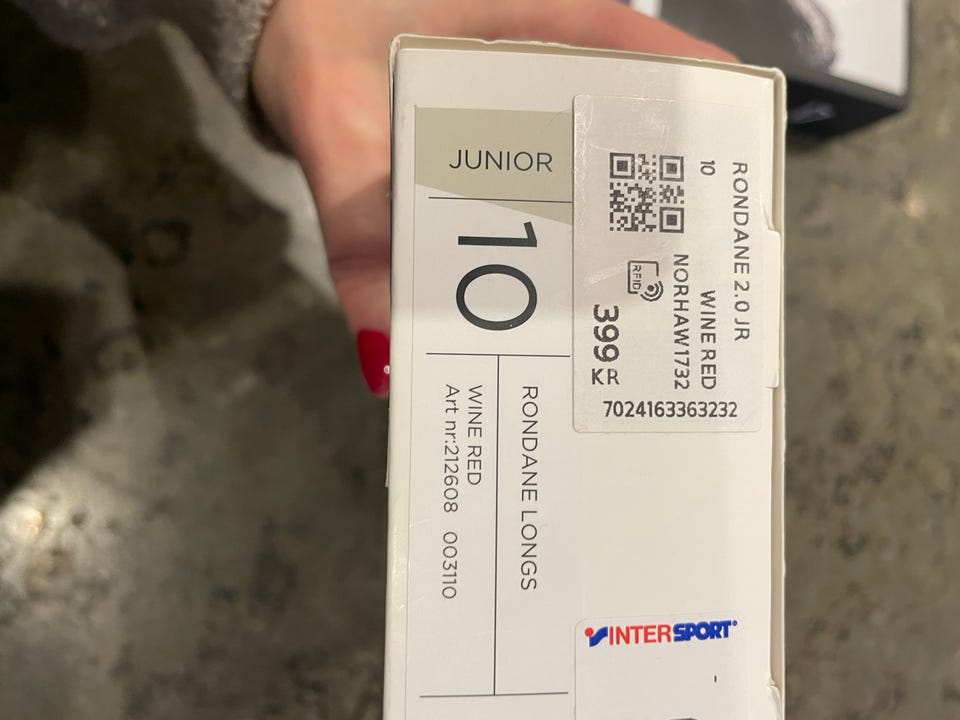 JUNIOR
10
RONDANE LONGS
WINE RED
Art nr:212608 003110
RONDANE 2.0 JR
10 WINE RED
NORHAW1732
RFID
399
KR
7024163363232
INTERSPORT